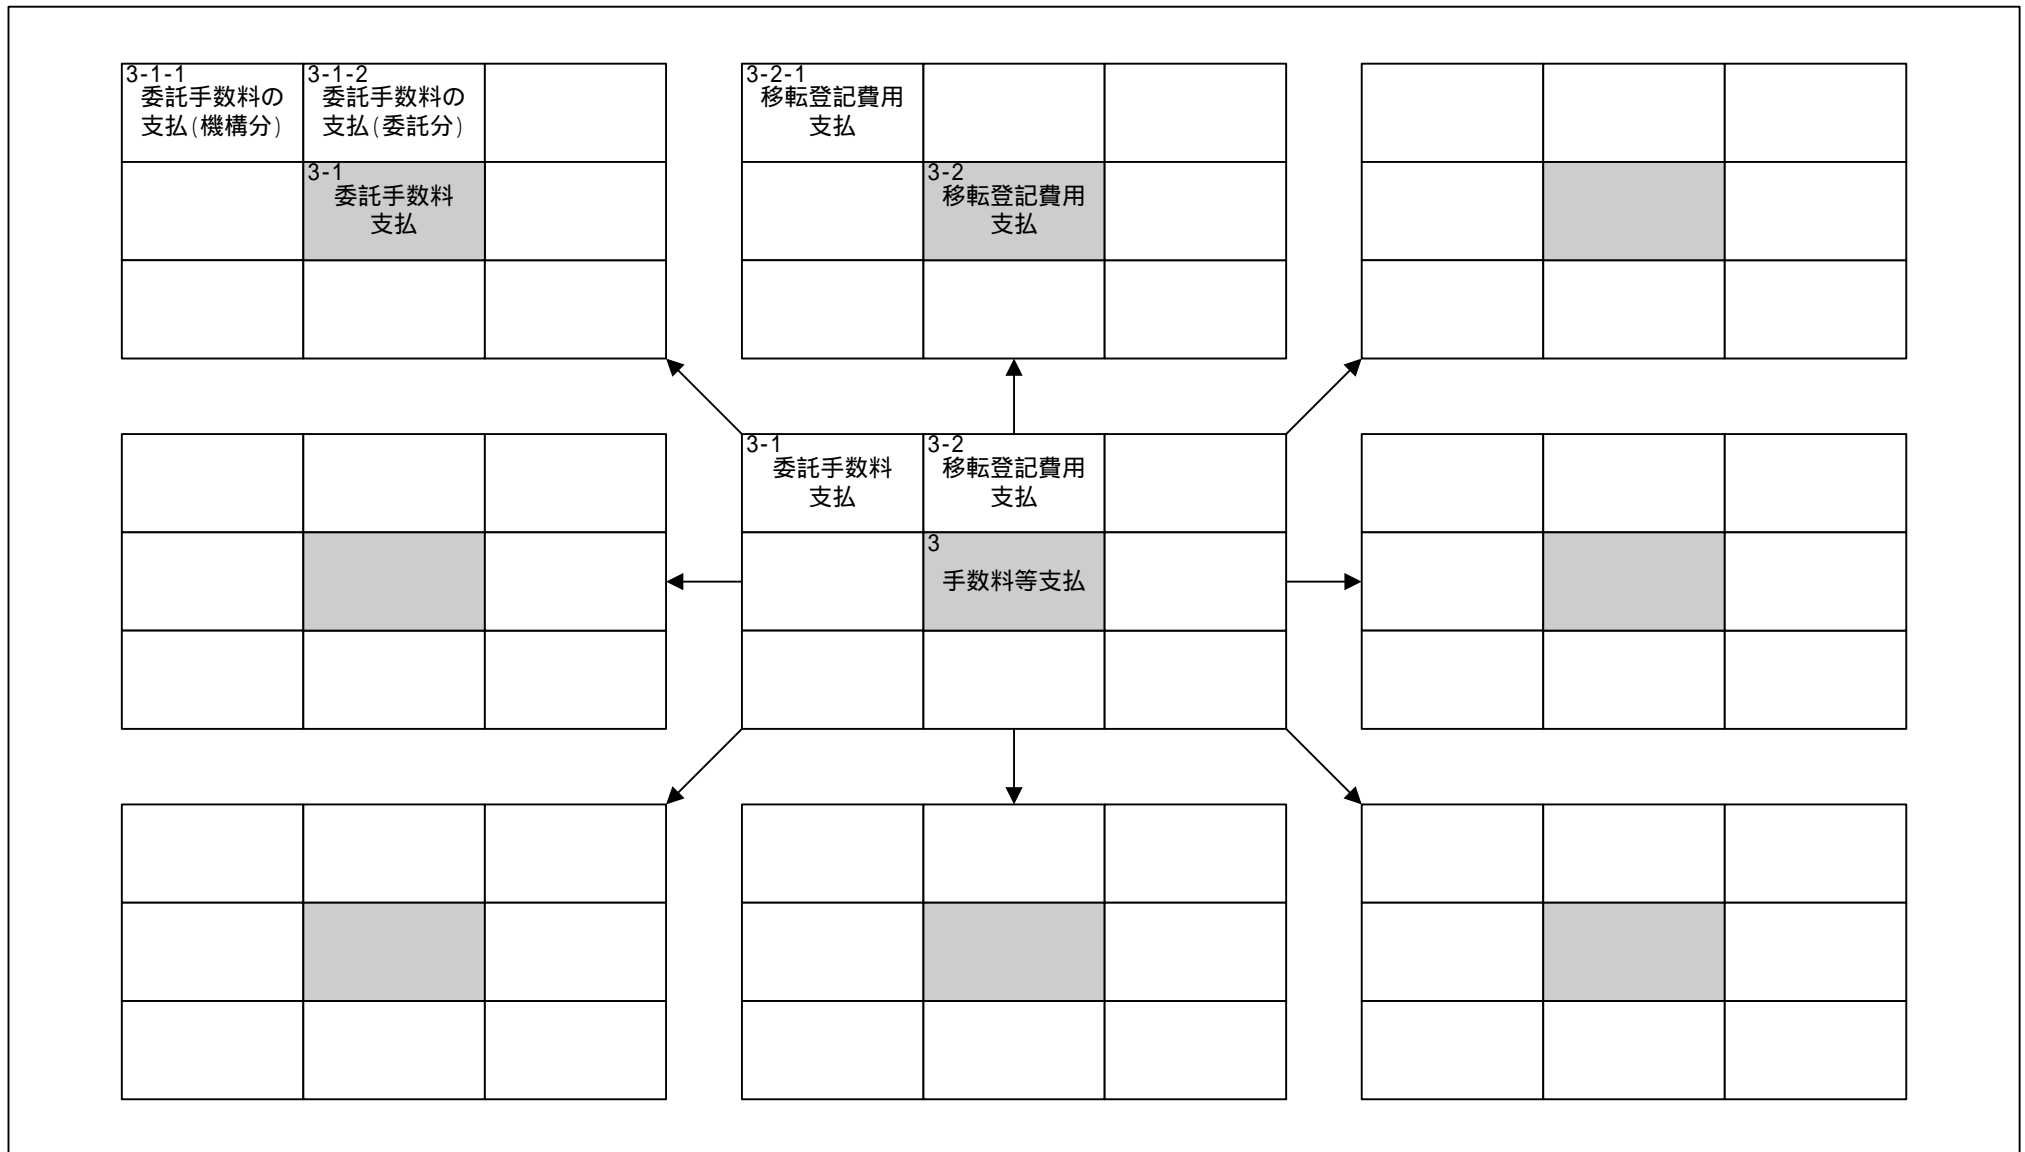 3-1-1
委託手数料の
支払(機構分)
3-1-2
委託手数料の
支払(委託分)
3-1
委託手数料
支払
3-2-1
移転登記費用
支払
3-2
移転登記費用
支払
3-1
委託手数料
支払
3-2
移転登記費用
支払
3
手数料等支払